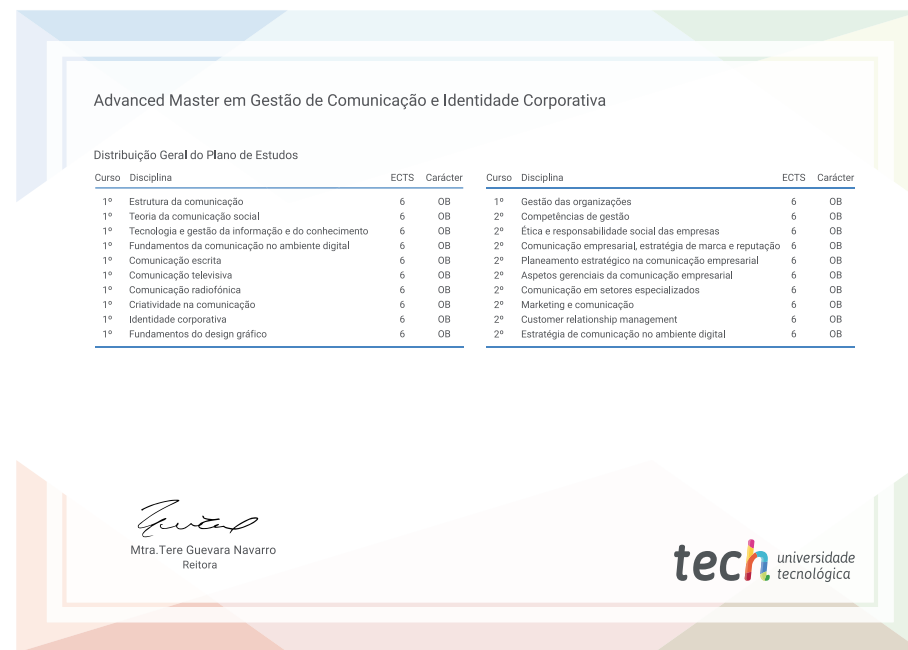 Advanced Master em Gestão de Comunicação e Identidade Corporativa
Distribuição Geral do Plano de Estudos
Curso Disciplina ECTS Carácter
1º Estrutura da comunicação 6 OB
1º Teoria da comunicação social 6 OB
1º Tecnologia e gestão da informação e do conhecimento 6 OB
1º Fundamentos da comunicação no ambiente digital 6 OB
1º Comunicação escrita 6 OB
1º Comunicação televisiva 6 OB
1º Comunicação radiofónica 6 OB
1º Criatividade na comunicação 6 OB
1º Identidade corporativa 6 OB
1º Fundamentos do design gráfico 6 OB
Curso Disciplina ECTS Carácter
1º Gestão das organizações 6 OB
2º Competências de gestão 6 OB
2º Ética e responsabilidade social das empresas 6 OB
2º Comunicação empresarial, estratégia de marca e reputação 6 OB
2º Planeamento estratégico na comunicação empresarial 6 OB
2º Aspetos gerenciais da comunicação empresarial 6 OB
2º Comunicação em setores especializados 6 OB
2º Marketing e comunicação 6 OB
2º Customer relationship management 6 OB
2º Estratégia de comunicação no ambiente digital 6 OB
Mtra.Tere Guevara Navarro
Reitora
tech universidade
tecnológica